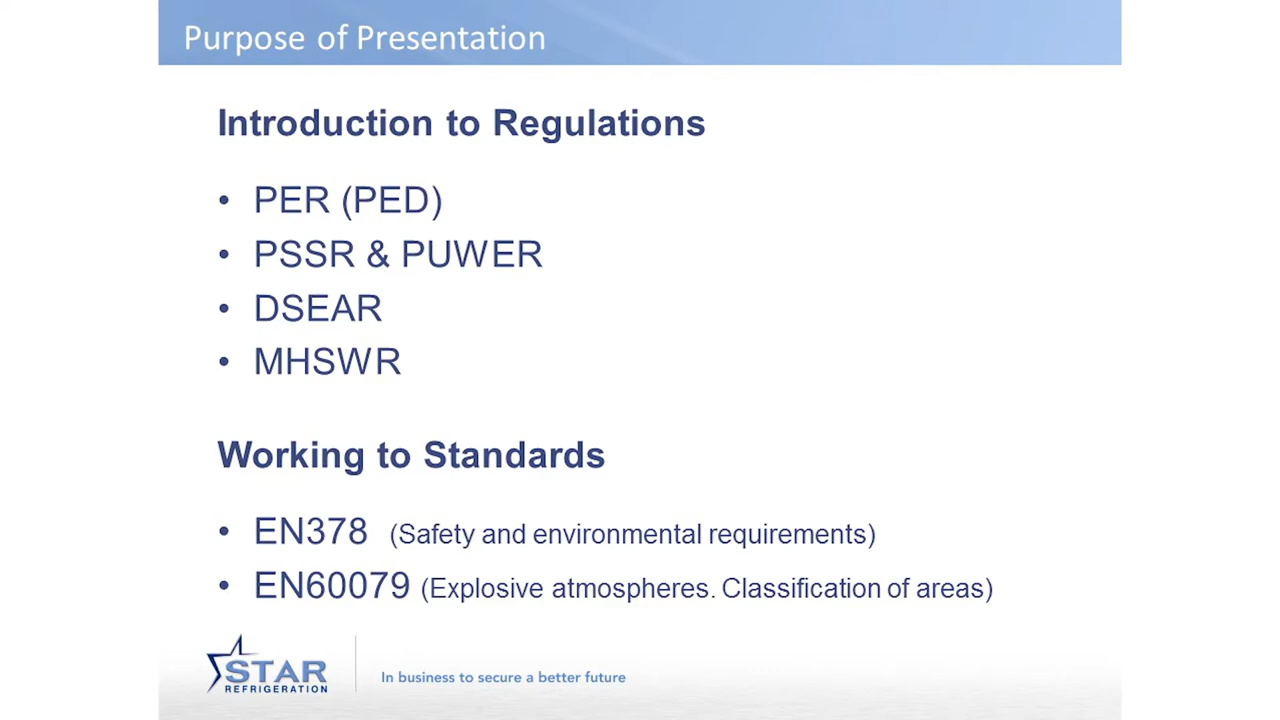 Purpose of Presentation
Introduction to Regulations
• PER (PED)
• PSSR & PUWER
• DSEAR
• MHSWR
Working to Standards
• EN378 (Safety and environmental requirements)
• EN60079 (Explosive atmospheres. Classification of areas)
STAR
REFRIGERATION
In business to secure a better future